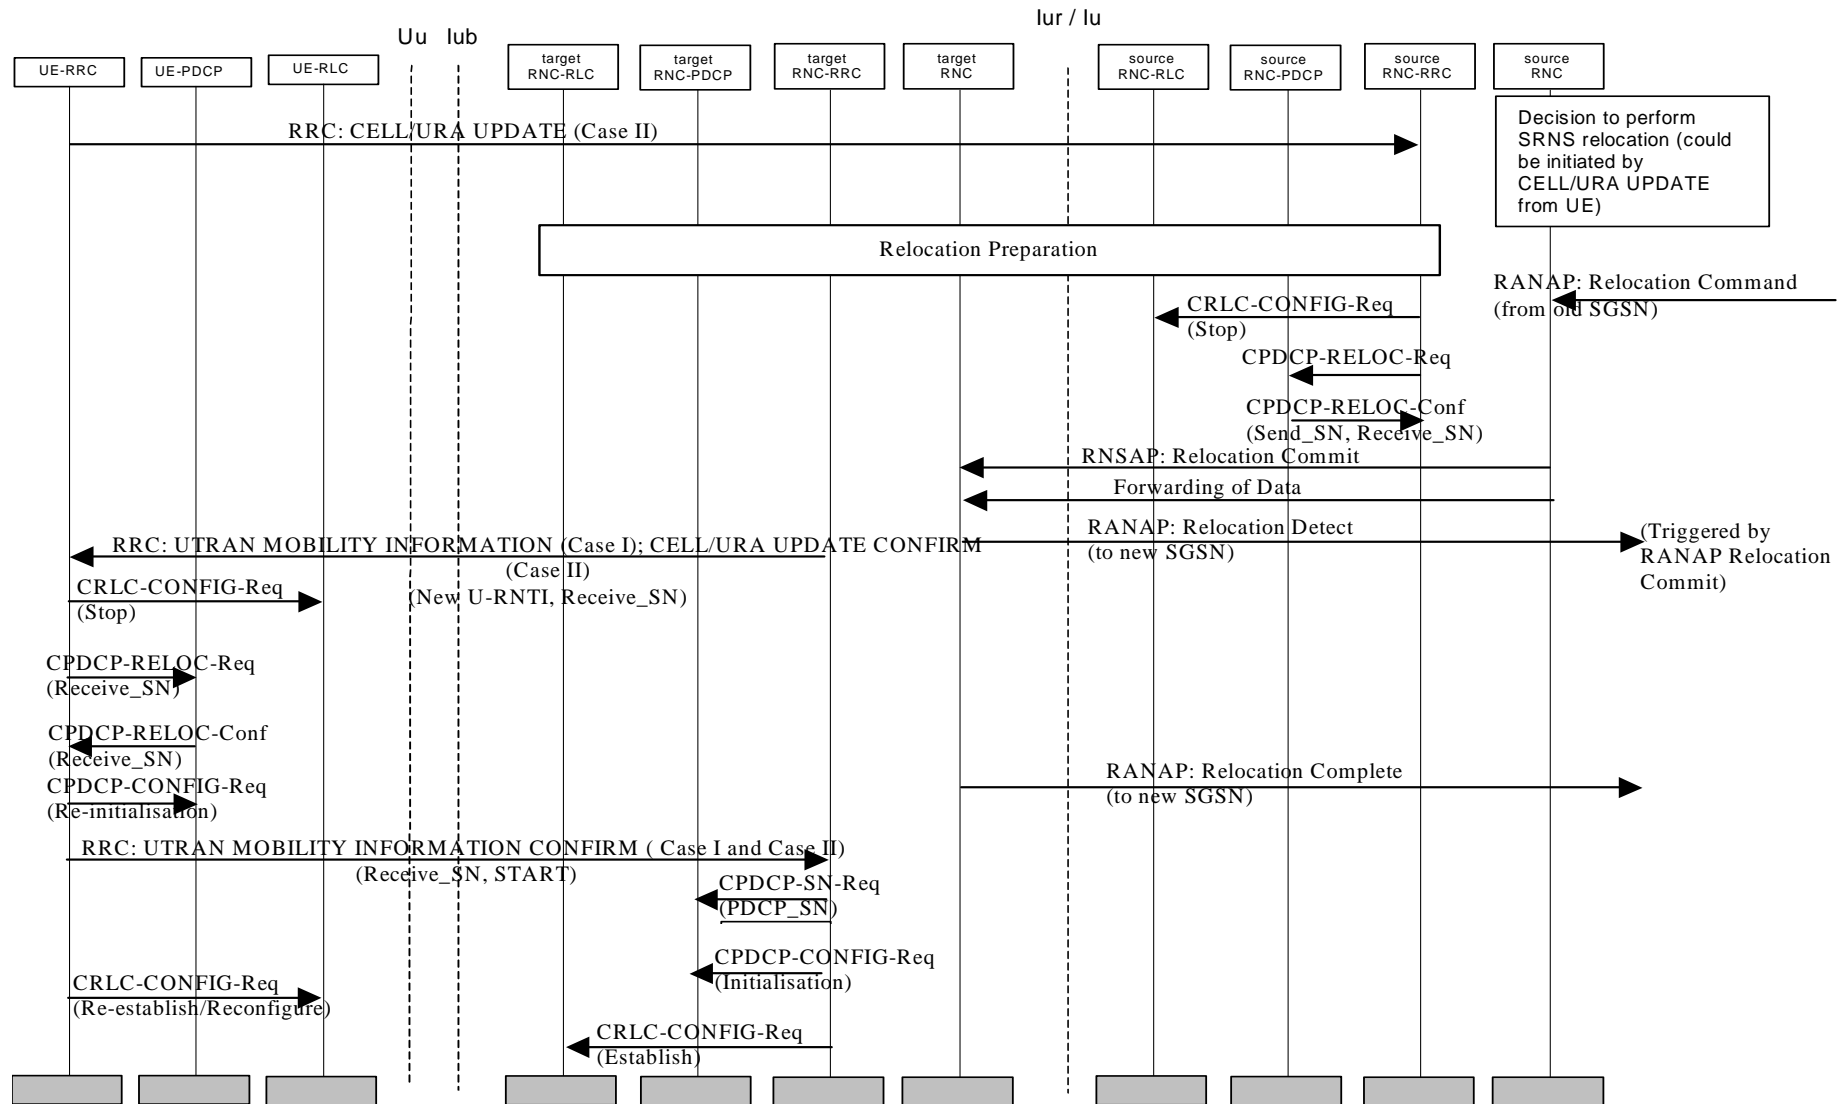 Iur / Iu
Uu Iub
UE-RRC
UE-PDCP
UE-RLC
target
RNC-RLC
target
RNC-PDCP
target
RNC-RRC
target
RNC
source
RNC-RLC
source
RNC-PDCP
source
RNC-RRC
source
RNC
Decision to perform
SRNS relocation (could
be initiated by
CELL/URA UPDATE
from UE)
RRC: CELL/URA UPDATE (Case II)
Relocation Preparation
RANAP: Relocation Command
(from old SGSN)
CRLC-CONFIG-Req
(Stop)
CPDCP-RELOC-Req
CPDCP-RELOC-Conf
(Send_SN, Receive_SN)
RNSAP: Relocation Commit
Forwarding of Data
RANAP: Relocation Detect
(to new SGSN)
(Triggered by
RANAP Relocation
Commit)
RRC: UTRAN MOBILITY INFORMATION (Case I); CELL/URA UPDATE CONFIRM
(Case II)
(New U-RNTI, Receive_SN)
CRLC-CONFIG-Req
(Stop)
CPDCP-RELOC-Req
(Receive_SN)
CPDCP-RELOC-Conf
(Receive_SN)
CPDCP-CONFIG-Req
(Re-initialisation)
RANAP: Relocation Complete
(to new SGSN)
RRC: UTRAN MOBILITY INFORMATION CONFIRM ( Case I and Case II)
(Receive_SN, START)
CPDCP-SN-Req
(PDCP_SN)
CPDCP-CONFIG-Req
(Initialisation)
CRLC-CONFIG-Req
(Re-establish/Reconfigure)
CRLC-CONFIG-Req
(Establish)